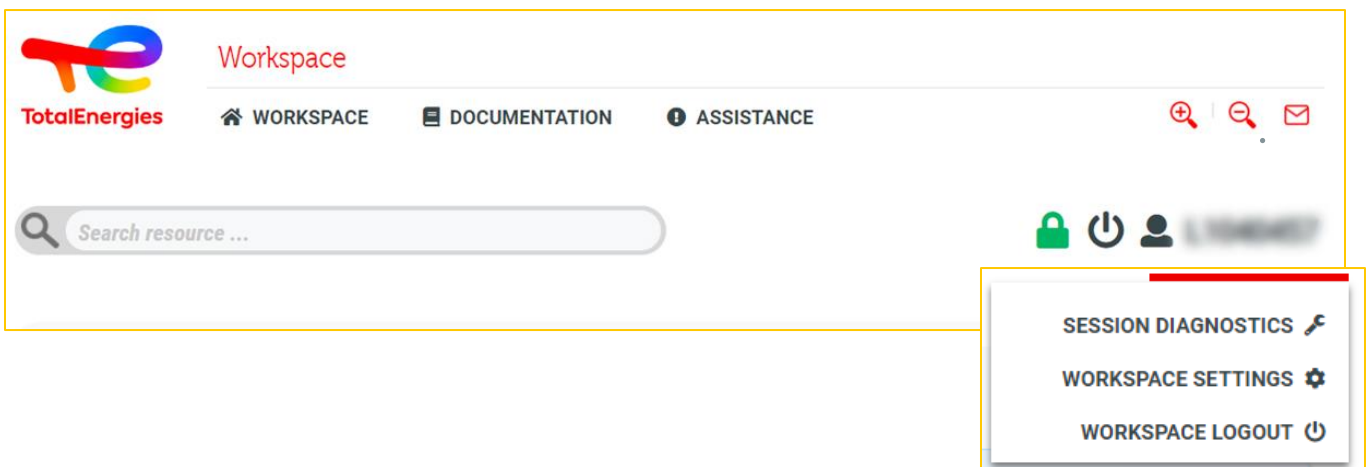 Workspace
TotalEnergies
WORKSPACE DOCUMENTATION ASSISTANCE
Search resource ...
SESSION DIAGNOSTICS
WORKSPACE SETTINGS
WORKSPACE LOGOUT